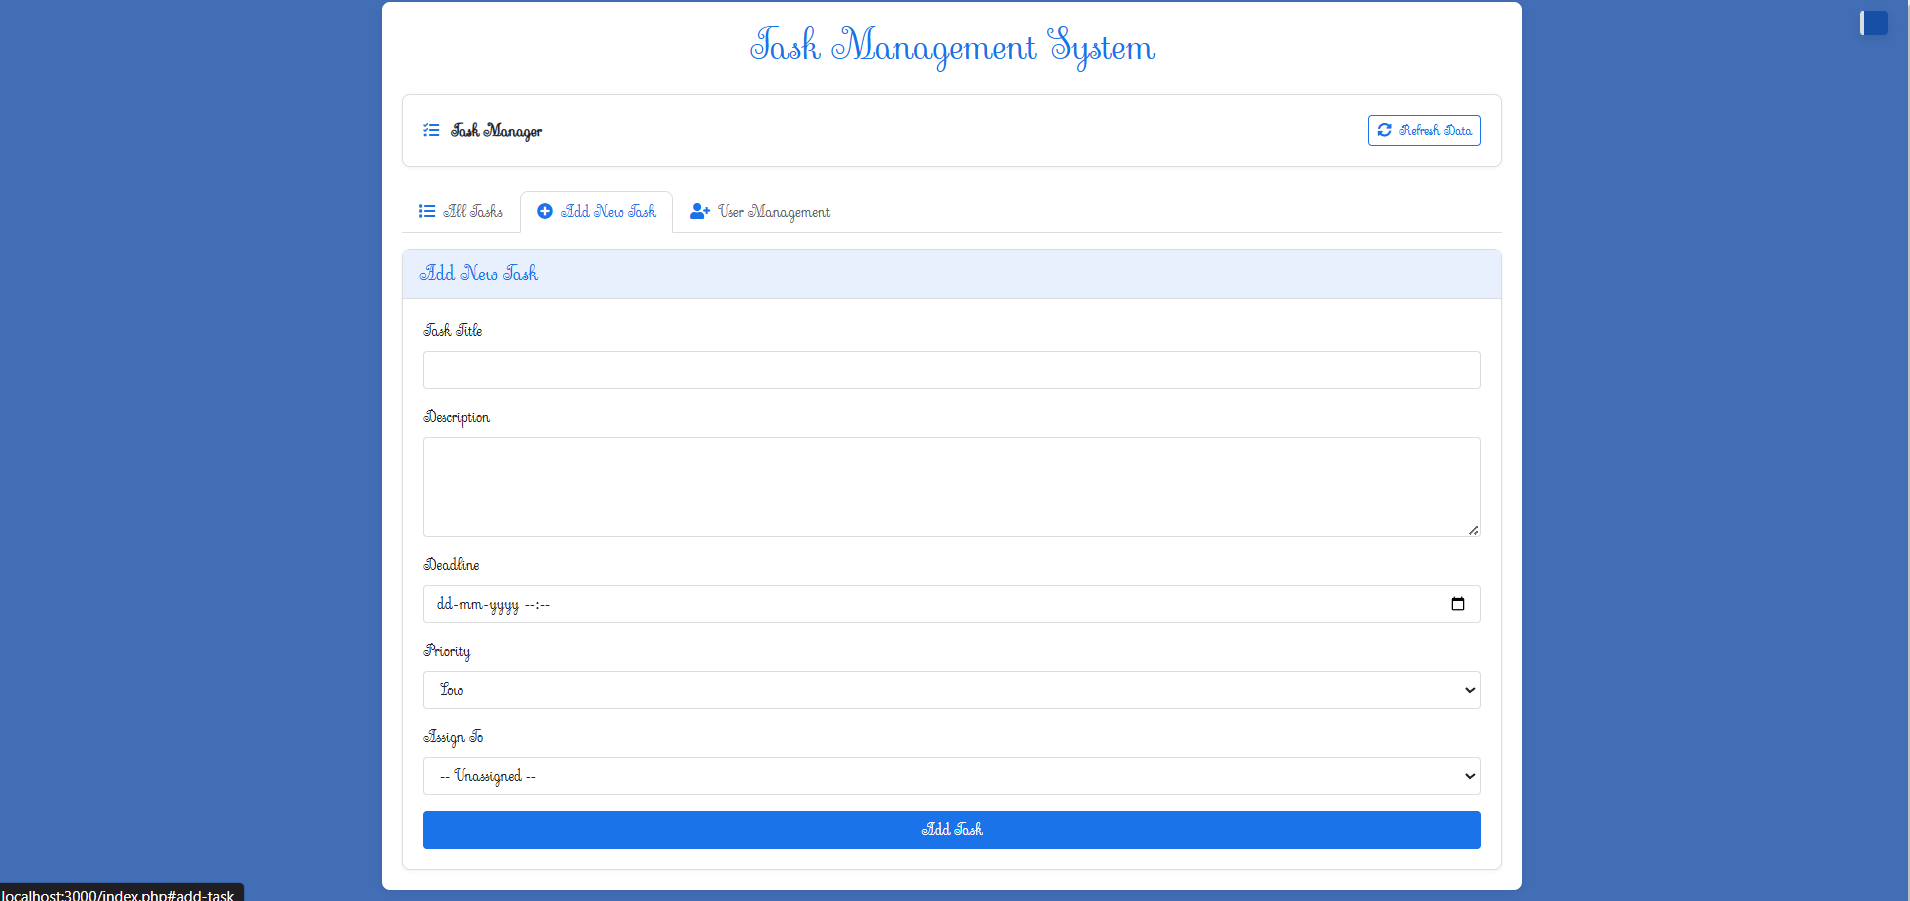 Task Management System
Task Manager
Refresh Data
All Tasks
Add New Task
User Management
Add New Task
Task Title
Description
Deadline
dd-mm-yyyy --:--
Priority
Low
Assign To
-- Unassigned --
Add Task
localhost:3000/index.php#add-task